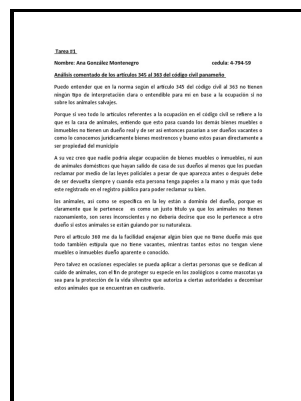 Tarea #3
Nombre: Ana González Montenegro cedula: 4-794-59
Análisis comentado de los artículos 345 al 363 del código civil panameño
Puedo entender que en la norma según el artículo 345 del código civil al 363 no tienen
ningún tipo de interpretación clara o entendible para mí en base a la ocupación si no
sobre los animales salvajes.
Porque si veo todo lo artículos referentes a la ocupación en el código civil se refiere a lo
que es la casa de animales, entiendo que esto pasa cuando los demás bienes muebles o
inmuebles no tienen un dueño real y de ser así entonces pasarían a ser dueños vacantes o
como lo conocemos jurídicamente bienes mostrencos y bueno estos pasan directamente a
ser propiedad del municipio
A su vez creo que nadie podría alegar ocupación de bienes muebles o inmuebles, ni aun
de animales domésticos que hayan salido de casa de sus dueños al menos que los puedan
reclamar por medio de las leyes policiales a pesar de que aparezca antes o después debe
de ser devuelta siempre y cuando esta persona tenga papeles a la mano y más que todo
este registrado en el registro público para poder reclamar su bien.
los animales, así como se especifica en la ley están a dominio del dueño, porque es
claramente que le pertenece es como un justo título ya que los animales no tienen
razonamiento, son seres inconscientes y no debería decirse que eso le pertenece a otro
dueño si estos animales se están guiando por su naturaleza.
Pero el artículo 360 me da la facilidad enajenar algún bien que no tiene dueño más que
todo también estipula que no tiene vacantes, mientras tantos estos no tengan viene
muebles o inmuebles dueño aparente o conocido.
Pero talvez en ocasiones especiales se pueda aplicar a ciertas personas que se dedican al
cuido de animales, con el fin de proteger su especie en los zoológicos o como mascotas ya
sea para la protección de la vida silvestre que autoriza a ciertas autoridades a decomisar
estos animales que se encuentran en cautiverio.